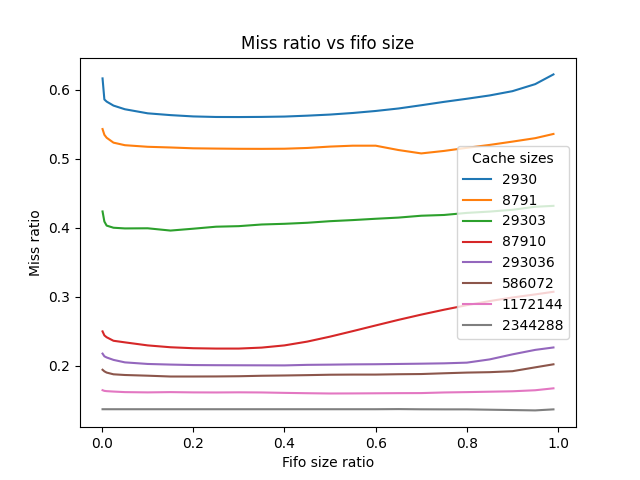 Miss ratio vs fifo size
Miss ratio
0.6
0.5
0.4
0.3
0.2
Cache sizes
2930
8791
29303
87910
293036
586072
1172144
2344288
0.0 0.2 0.4 0.6 0.8 1.0
Fifo size ratio